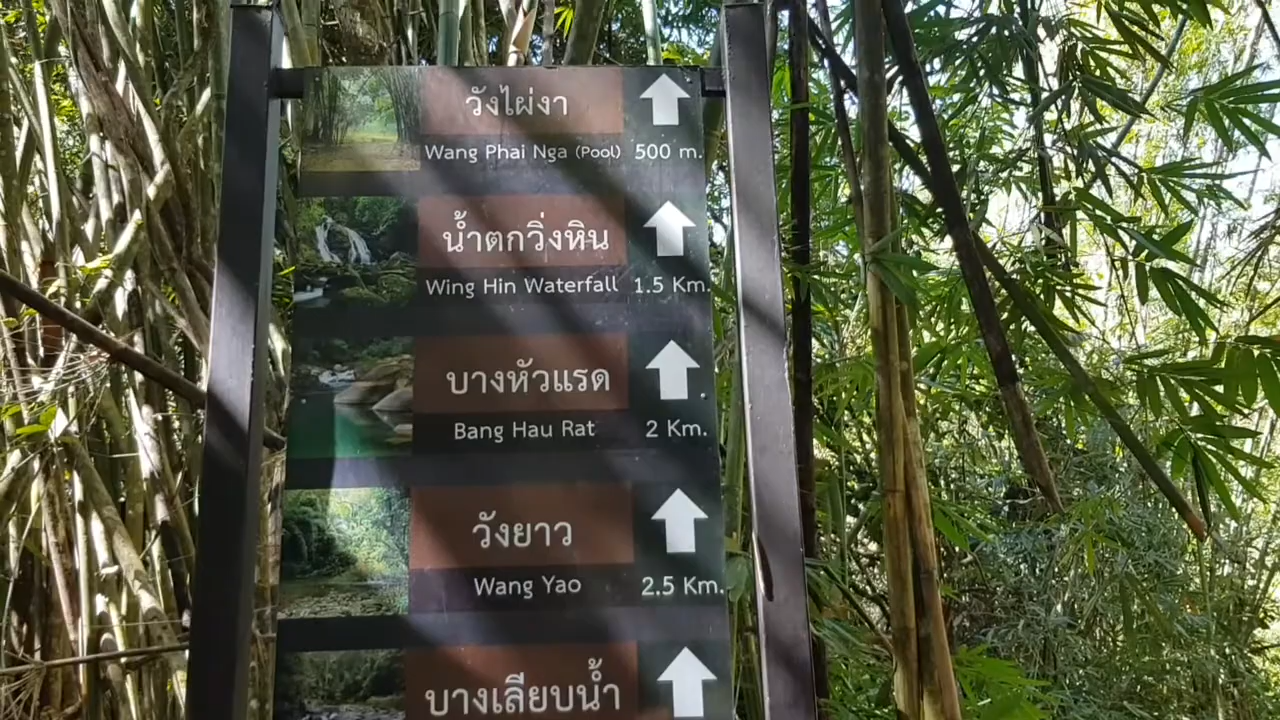 วังไผ่งา
Wang Phai Nga (Pool) 500 m.
น้ำตกวิ่งหิน
Wing Hin Waterfall 1.5 Km.
บางหัวแรด
Bang Hau Rat 2 Km.
วังยาว
Wang Yao 2.5 Km.
บางเลียบน้ำ